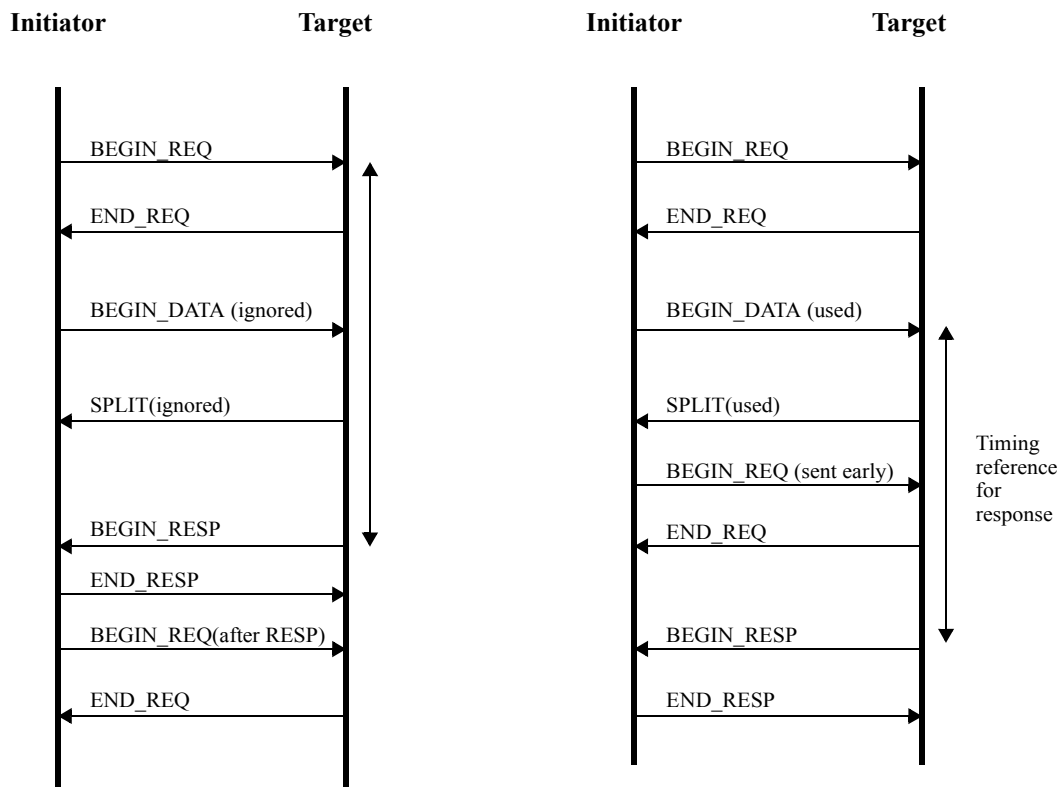 Initiator
Target
BEGIN_REQ
END_REQ
BEGIN_DATA (ignored)
SPLIT(ignored)
BEGIN_RESP
END_RESP
BEGIN_REQ(after RESP)
END_REQ
Initiator
Target
BEGIN_REQ
END_REQ
BEGIN_DATA (used)
SPLIT(used)
BEGIN_REQ (sent early)
END_REQ
BEGIN_RESP
END_RESP
Timing
reference
for
response